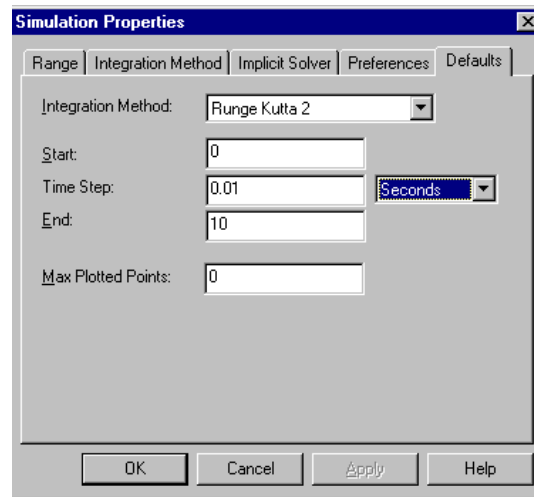 Simulation Properties
Range Integration Method Implicit Solver Preferences Defaults
Integration Method: Runge Kutta 2
Start: 0
Time Step: 0.01 Seconds
End: 10
Max Plotted Points: 0
OK Cancel Apply Help